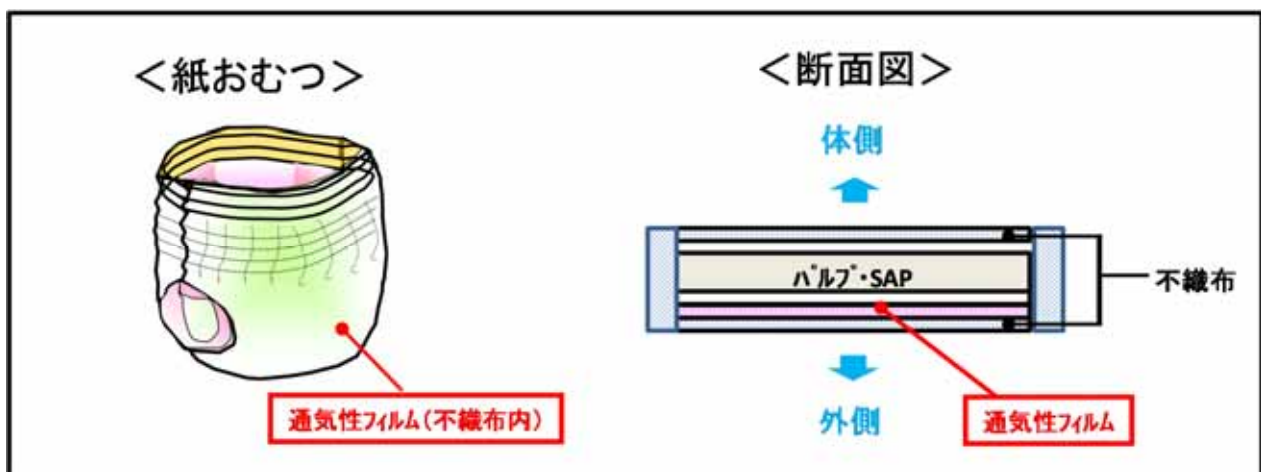 ＜紙おむつ＞
通気性ﾌｨﾙﾑ(不織布内)
＜断面図＞
体側
ﾊﾟﾙﾌﾟ･SAP
不織布
外側
通気性ﾌｨﾙﾑ